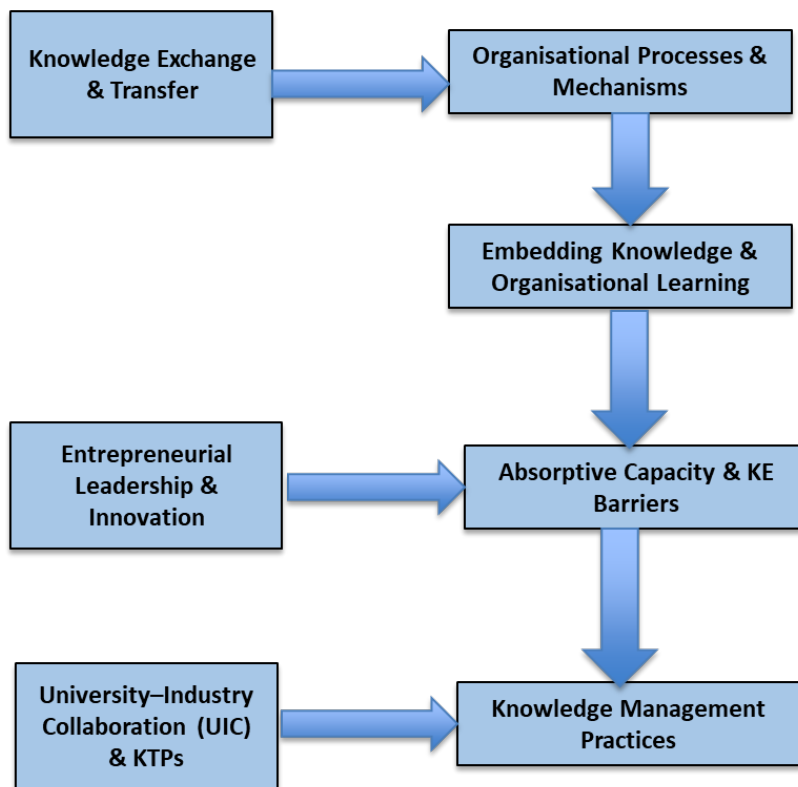 Knowledge Exchange
& Transfer
Organisational Processes &
Mechanisms
Embedding Knowledge &
Organisational Learning
Entrepreneurial
Leadership &
Innovation
Absorptive Capacity & KE
Barriers
University–Industry
Collaboration (UIC)
& KTPs
Knowledge Management
Practices